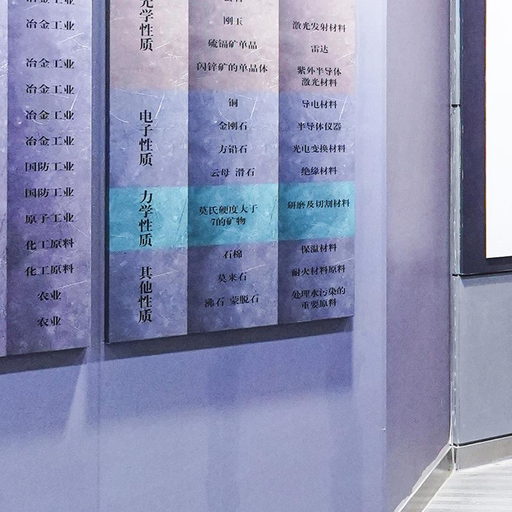 冶金工业
冶金工业
冶金工业
冶金工业
冶金工业
冶金工业
国防工业
国防工业
原子工业
化工原料
化工原料
农业
农业
光学性质
刚玉
激光发射材料
硫镉矿单晶
雷达
闪锌矿的单晶体
紫外半导体
激光材料
电子性质
铜
导电材料
金刚石
半导体仪器
方铅石
光电变换材料
云母 滑石
绝缘材料
力学性质
莫氏硬度大于
7的矿物
研磨及切割材料
其他性质
石棉
保温材料
莫来石
耐火材料原料
沸石 蒙脱石
处理水污染的
重要原料